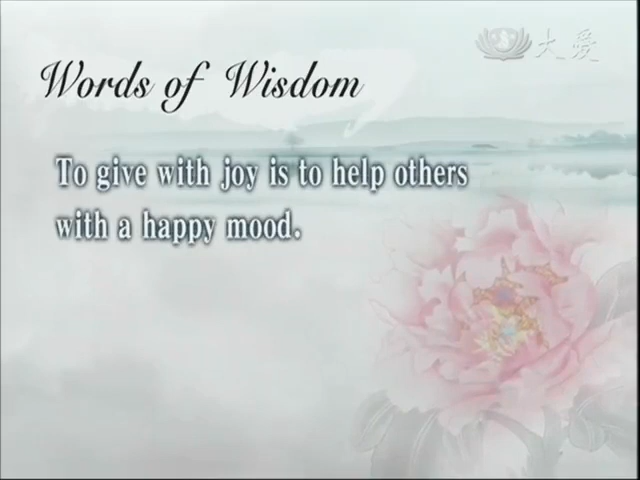 大愛
Words of Wisdom
To give with joy is to help others
with a happy mood.